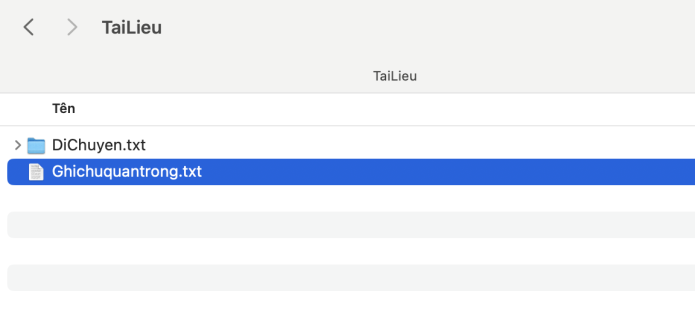 TaiLieu
TaiLieu
Tên
DiChuyen.txt
Ghichuquantrong.txt